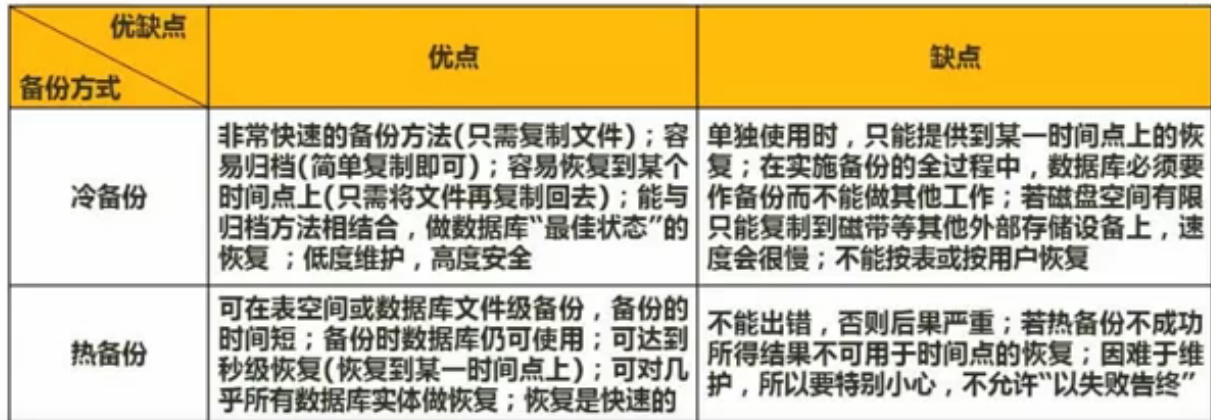 优缺点
备份方式
优点
缺点
冷备份
非常快速的备份方法(只需复制文件)；容
易归档(简单复制即可)；容易恢复到某个
时间点上(只需将文件再复制回去)；能与
归档方法相结合，做数据库“最佳状态”的
恢复 ；低度维护，高度安全
单独使用时，只能提供到某一时间点上的恢
复；在实施备份的全过程中，数据库必须要
作备份而不能做其他工作；若磁盘空间有限
只能复制到磁带等其他外部存储设备上，速
度会很慢；不能按表或按用户恢复
热备份
可在表空间或数据库文件级备份，备份的
时间短；备份时数据库仍可使用；可达到
秒级恢复(恢复到某一时间点上)；可对几
乎所有数据库实体做恢复；恢复是快速的
不能出错，否则后果严重；若热备份不成功
所得结果不可用于时间点的恢复；困难于维
护，所以要特别小心，不允许“以失败告终”